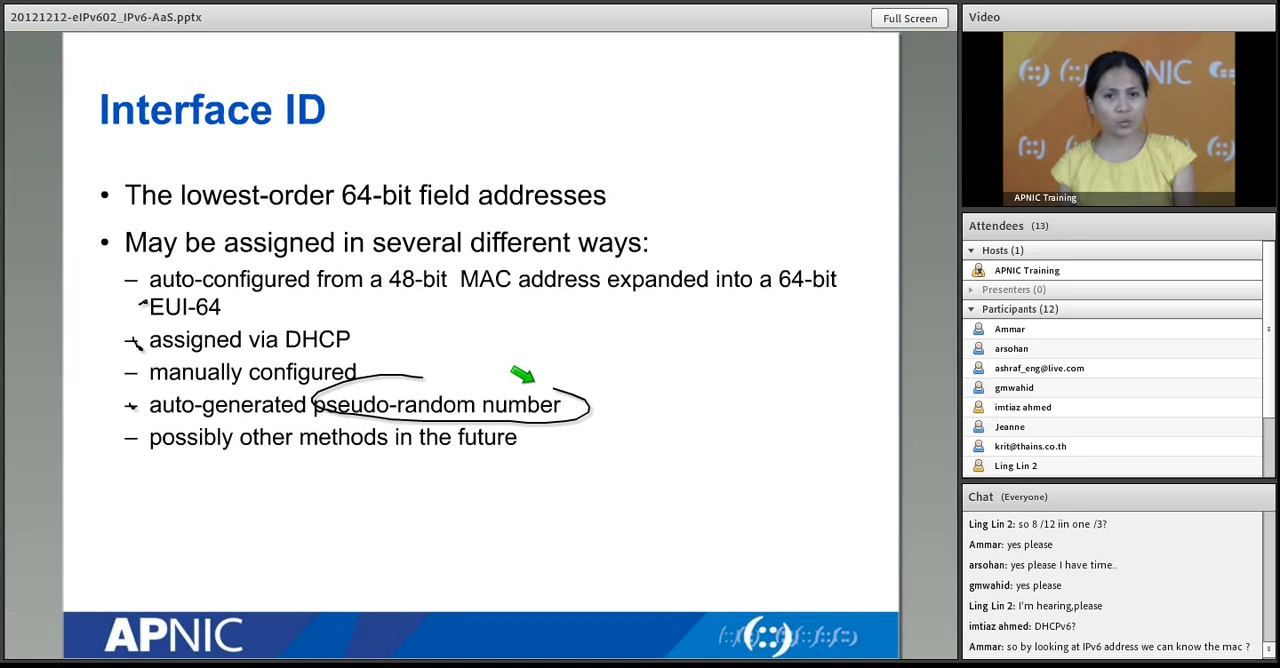 20121212-eIPv602_IPv6-AaS.pptx
Full Screen
Interface ID
• The lowest-order 64-bit field addresses
• May be assigned in several different ways:
– auto-configured from a 48-bit MAC address expanded into a 64-bit
EUI-64
– assigned via DHCP
– manually configured
– auto-generated pseudo-random number
– possibly other methods in the future
APNIC
Video
NIC
APNIC Training
Attendees (13)
Hosts (1)
APNIC Training
Presenters (0)
Participants (12)
Ammar
arsohan
ashraf_eng@live.com
gmwahid
imtiaz ahmed
Jeanne
krit@thains.co.th
Ling Lin 2
Chat (Everyone)
Ling Lin 2: so 8 /12 iin one /3?
Ammar: yes please
arsohan: yes please I have time..
gmwahid: yes please
Ling Lin 2: I'm hearing,please
imtiaz ahmed: DHCPv6?
Ammar: so by looking at IPv6 address we can know the mac ?